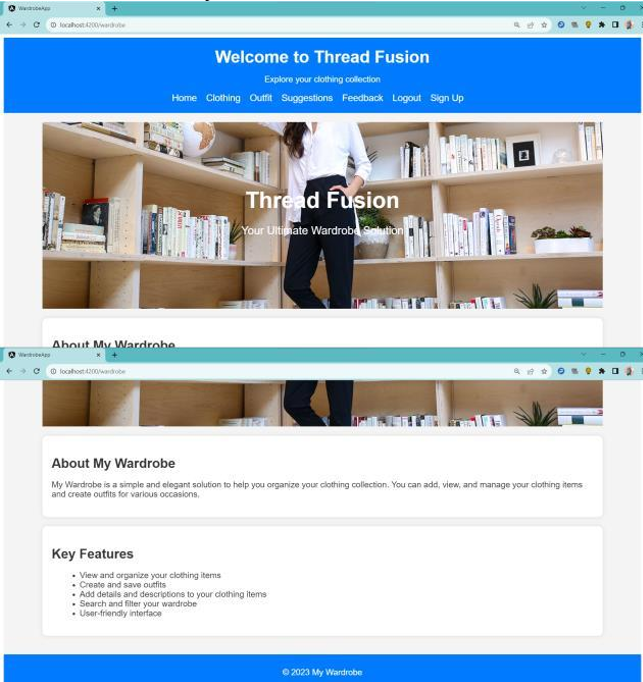 WardrobeApp
localhost:4200/wardrobe
Welcome to Thread Fusion
Explore your clothing collection
Home Clothing Outfit Suggestions Feedback Logout Sign Up
Thread Fusion
Your Ultimate Wardrobe Solution
About My Wardrobe
WardrobeApp
localhost:4200/wardrobe
About My Wardrobe
My Wardrobe is a simple and elegant solution to help you organize your clothing collection. You can add, view, and manage your clothing items
and create outfits for various occasions.
Key Features
• View and organize your clothing items
• Create and save outfits
• Add details and descriptions to your clothing items
• Search and filter your wardrobe
• User-friendly interface
© 2023 My Wardrobe